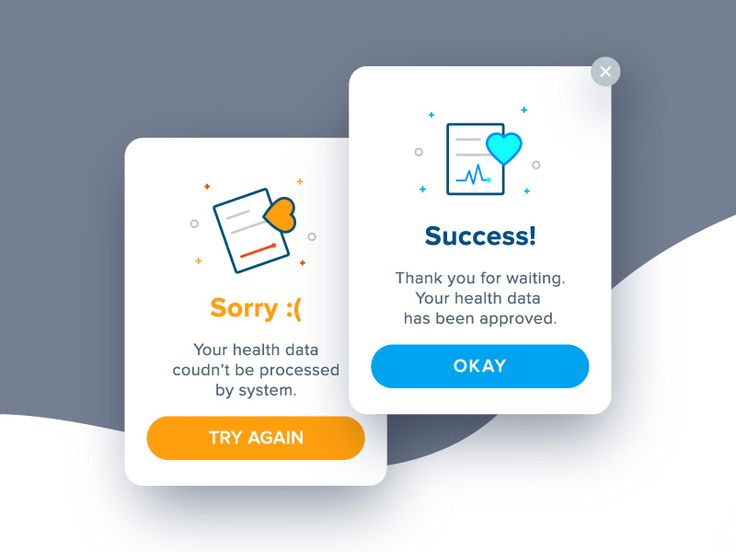 Sorry :(
Your health data
coudn't be processed
by system.
TRY AGAIN
Success!
Thank you for waiting.
Your health data
has been approved.
OKAY